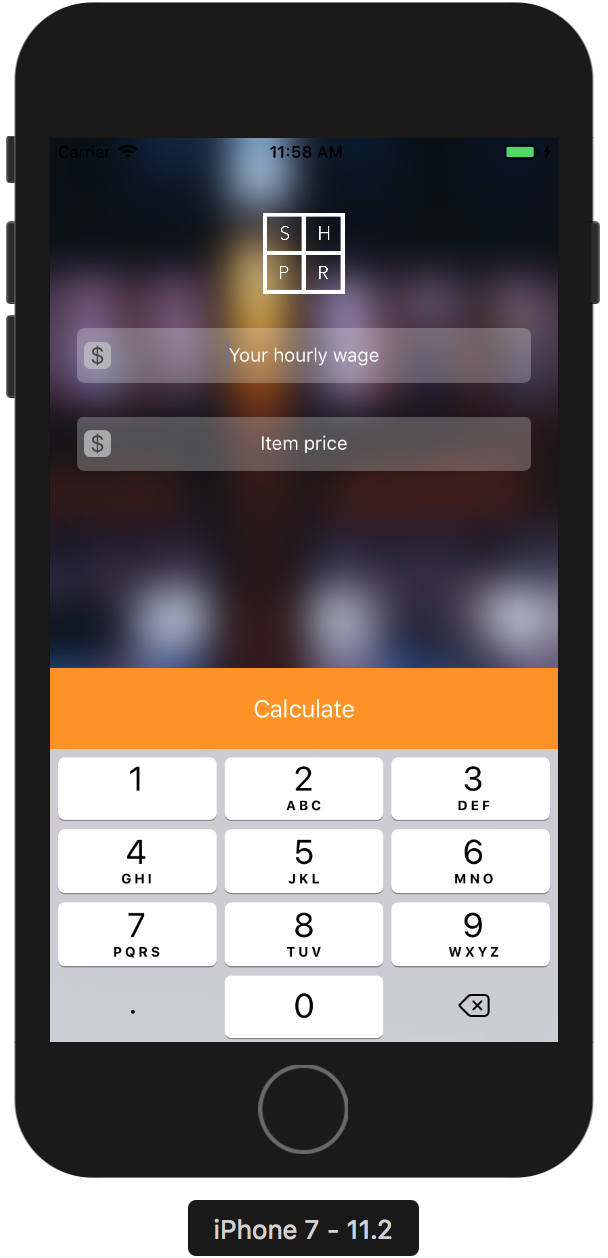 Carrier 11:58 AM
S H
P R
$ Your hourly wage
$ Item price
Calculate
1 2 3
ABC DEF
4 5 6
GHI JKL MNO
7 8 9
PQRS TUV WXYZ
. 0
iPhone 7 - 11.2